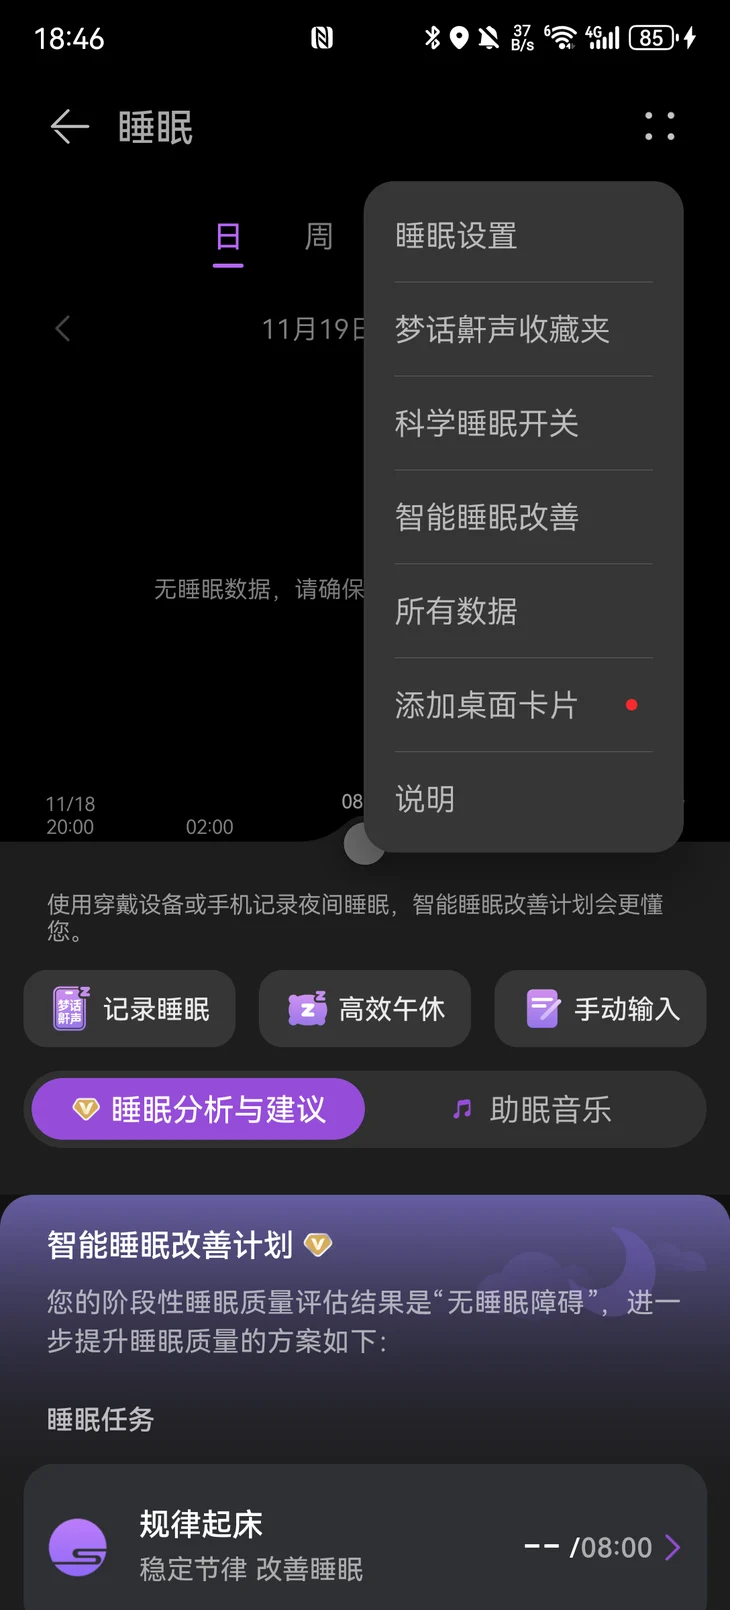 18:46
37
B/s
6
4G
85
睡眠
日
周
睡眠设置
11月19日
梦话鼾声收藏夹
科学睡眠开关
智能睡眠改善
无睡眠数据，请确保
所有数据
添加桌面卡片
说明
11/18
20:00
02:00
08
使用穿戴设备或手机记录夜间睡眠，智能睡眠改善计划会更懂
您。
梦话
鼾声
记录睡眠
高效午休
手动输入
睡眠分析与建议
助眠音乐
智能睡眠改善计划
您的阶段性睡眠质量评估结果是“无睡眠障碍”，进一
步提升睡眠质量的方案如下：
睡眠任务
规律起床
-- /08:00
稳定节律 改善睡眠